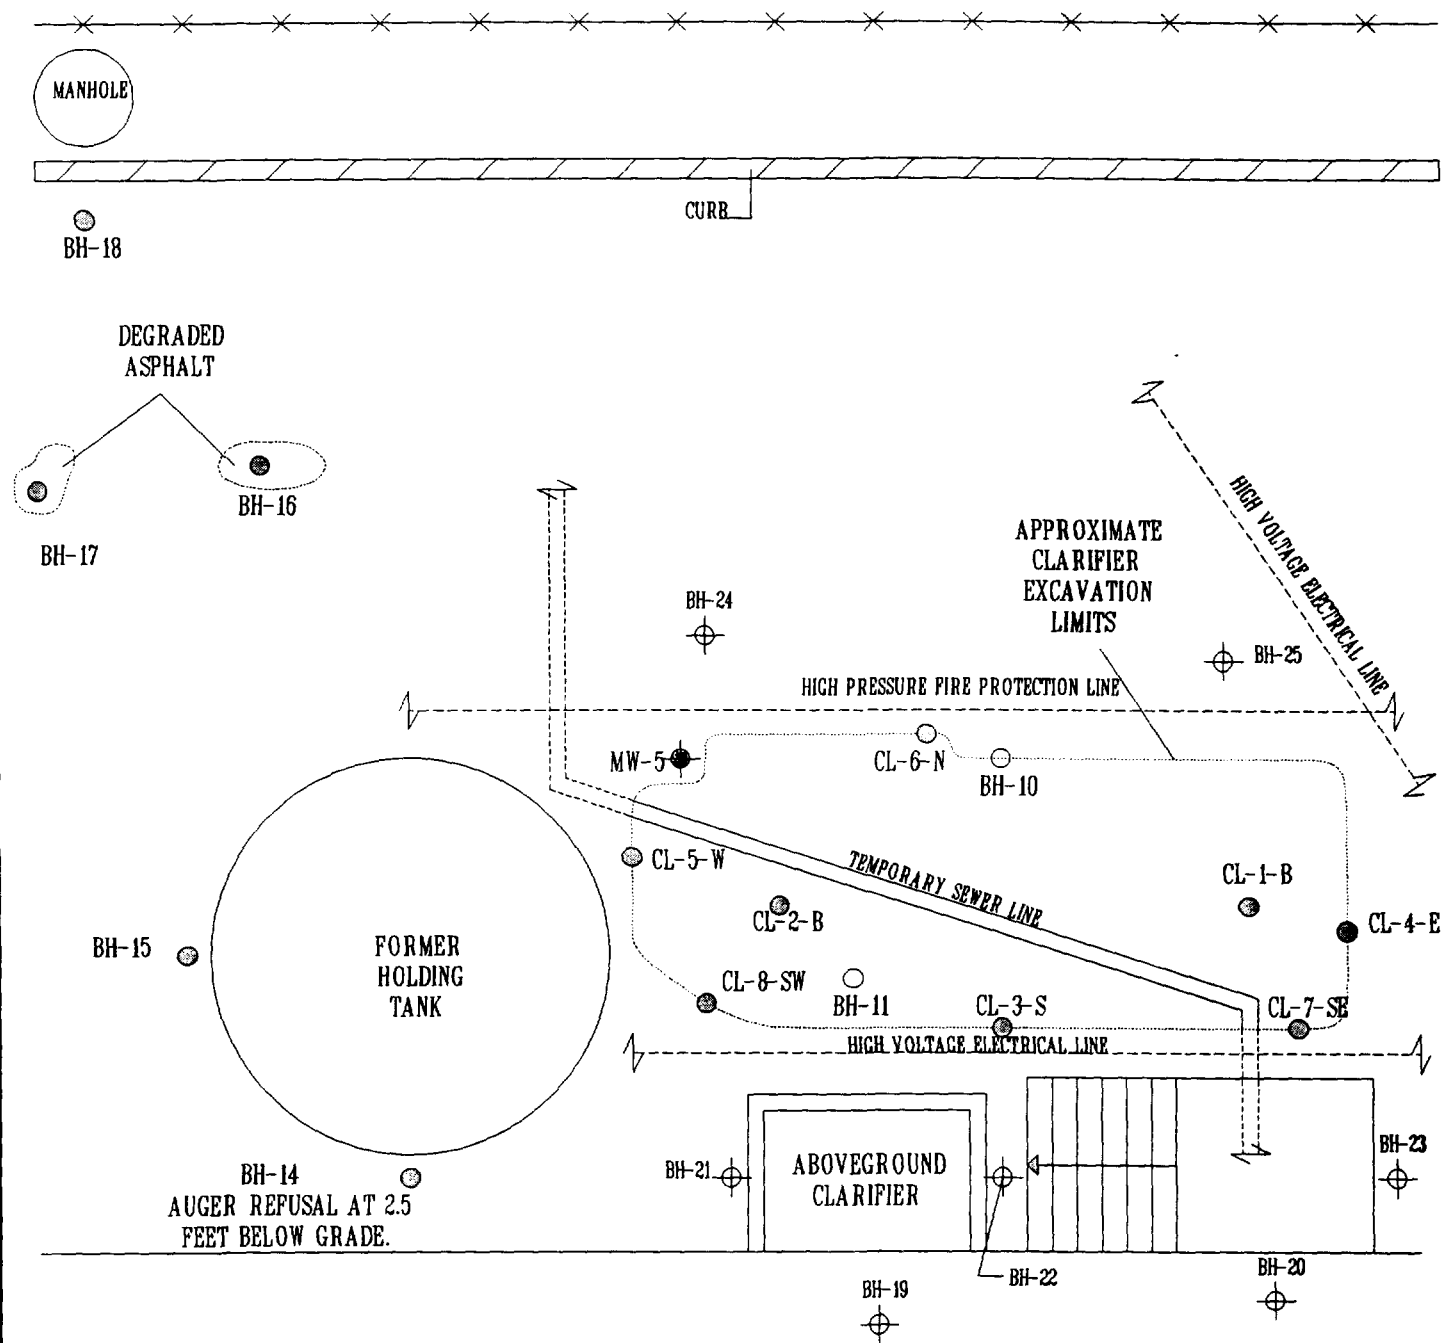 MANHOLE
CURB
BH-18
DEGRADED
ASPHALT
BH-16
BH-17
HIGH VOLTAGE ELECTRICAL LINE
APPROXIMATE
CLARIFIER
EXCAVATION
LIMITS
BH-24
BH-25
HIGH PRESSURE FIRE PROTECTION LINE
MW-5
CL-6-N
BH-10
CL-5-W
TEMPORARY SEWER LINE
CL-1-B
CL-2-B
CL-4-E
BH-15
FORMER
HOLDING
TANK
CL-8-SW
BH-11
CL-3-S
CL-7-SE
HIGH VOLTAGE ELECTRICAL LINE
BH-14
AUGER REFUSAL AT 2.5
FEET BELOW GRADE.
BH-21
ABOVEGROUND
CLARIFIER
BH-23
BH-22
BH-19
BH-20